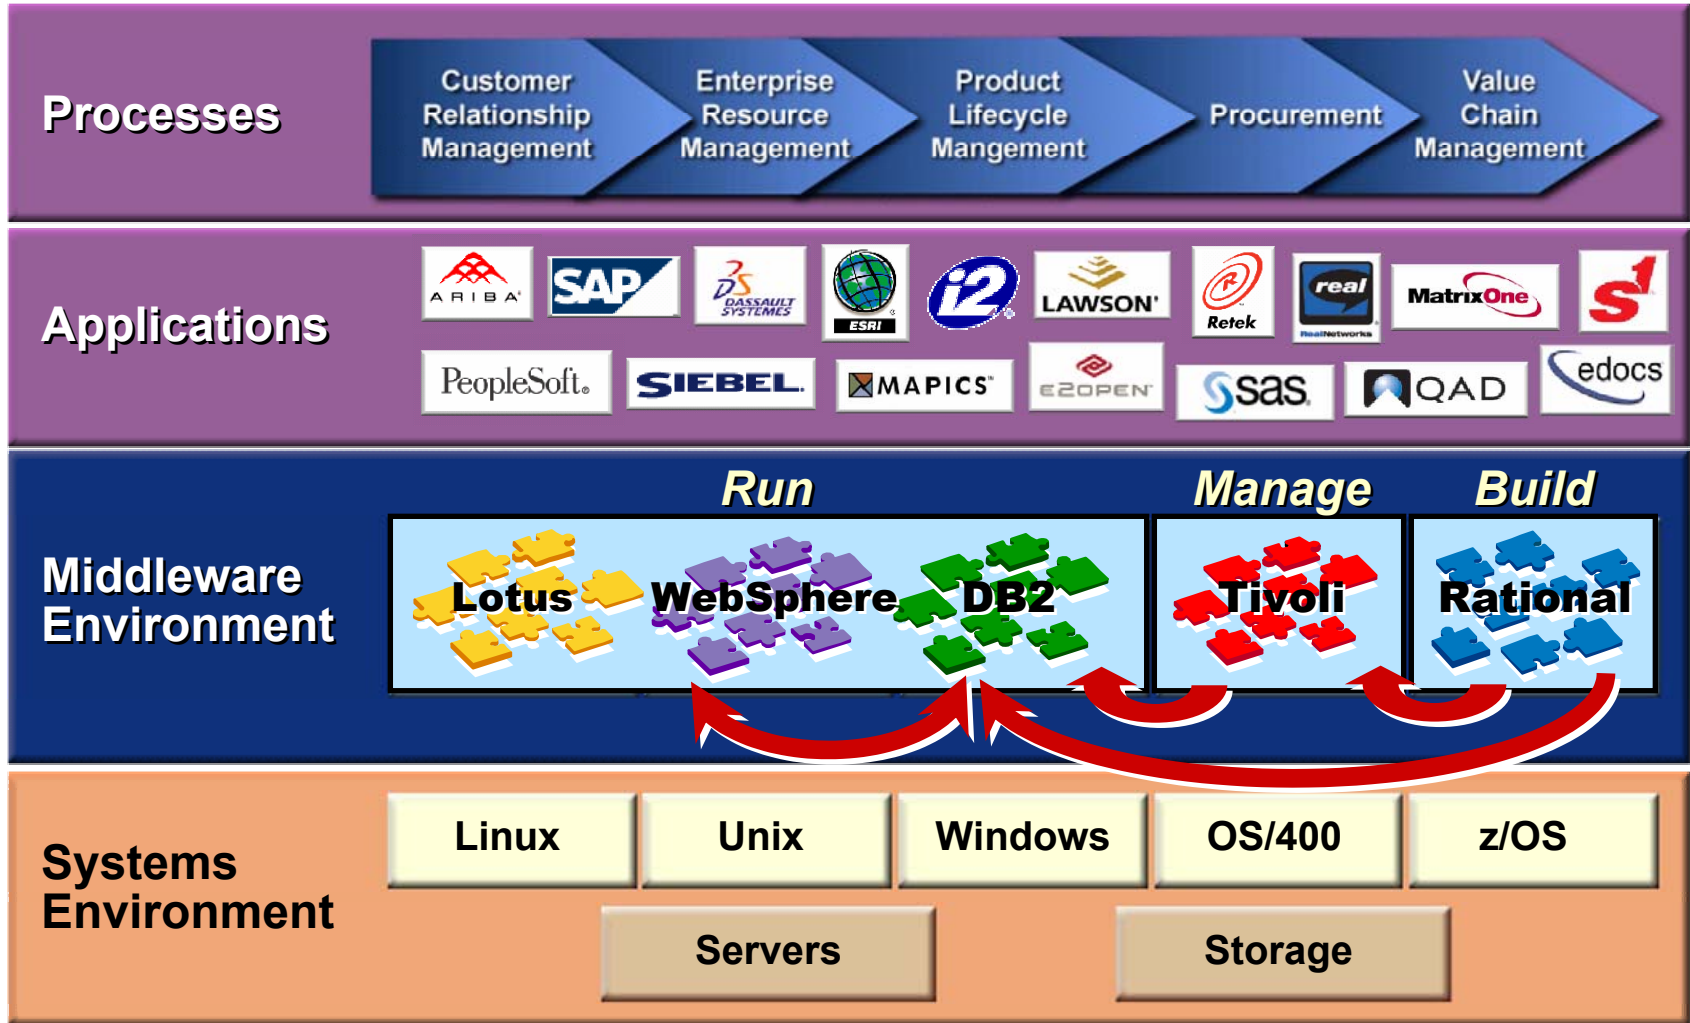 Processes
Customer
Relationship
Management
Enterprise
Resource
Management
Product
Lifecycle
Mangement
Procurement
Value
Chain
Management
Applications
ARIBA
SAP
DASSAULT
SYSTEMES
ESRI
i2
LAWSON
Retek
real
RealNetworks
MatrixOne
S1
PeopleSoft®
SIEBEL.
MAPICS
E2OPEN
sas
QAD
edocs
Middleware
Environment
Run
Manage
Build
Lotus
WebSphere
DB2
Tivoli
Rational
Systems
Environment
Linux
Unix
Windows
OS/400
z/OS
Servers
Storage